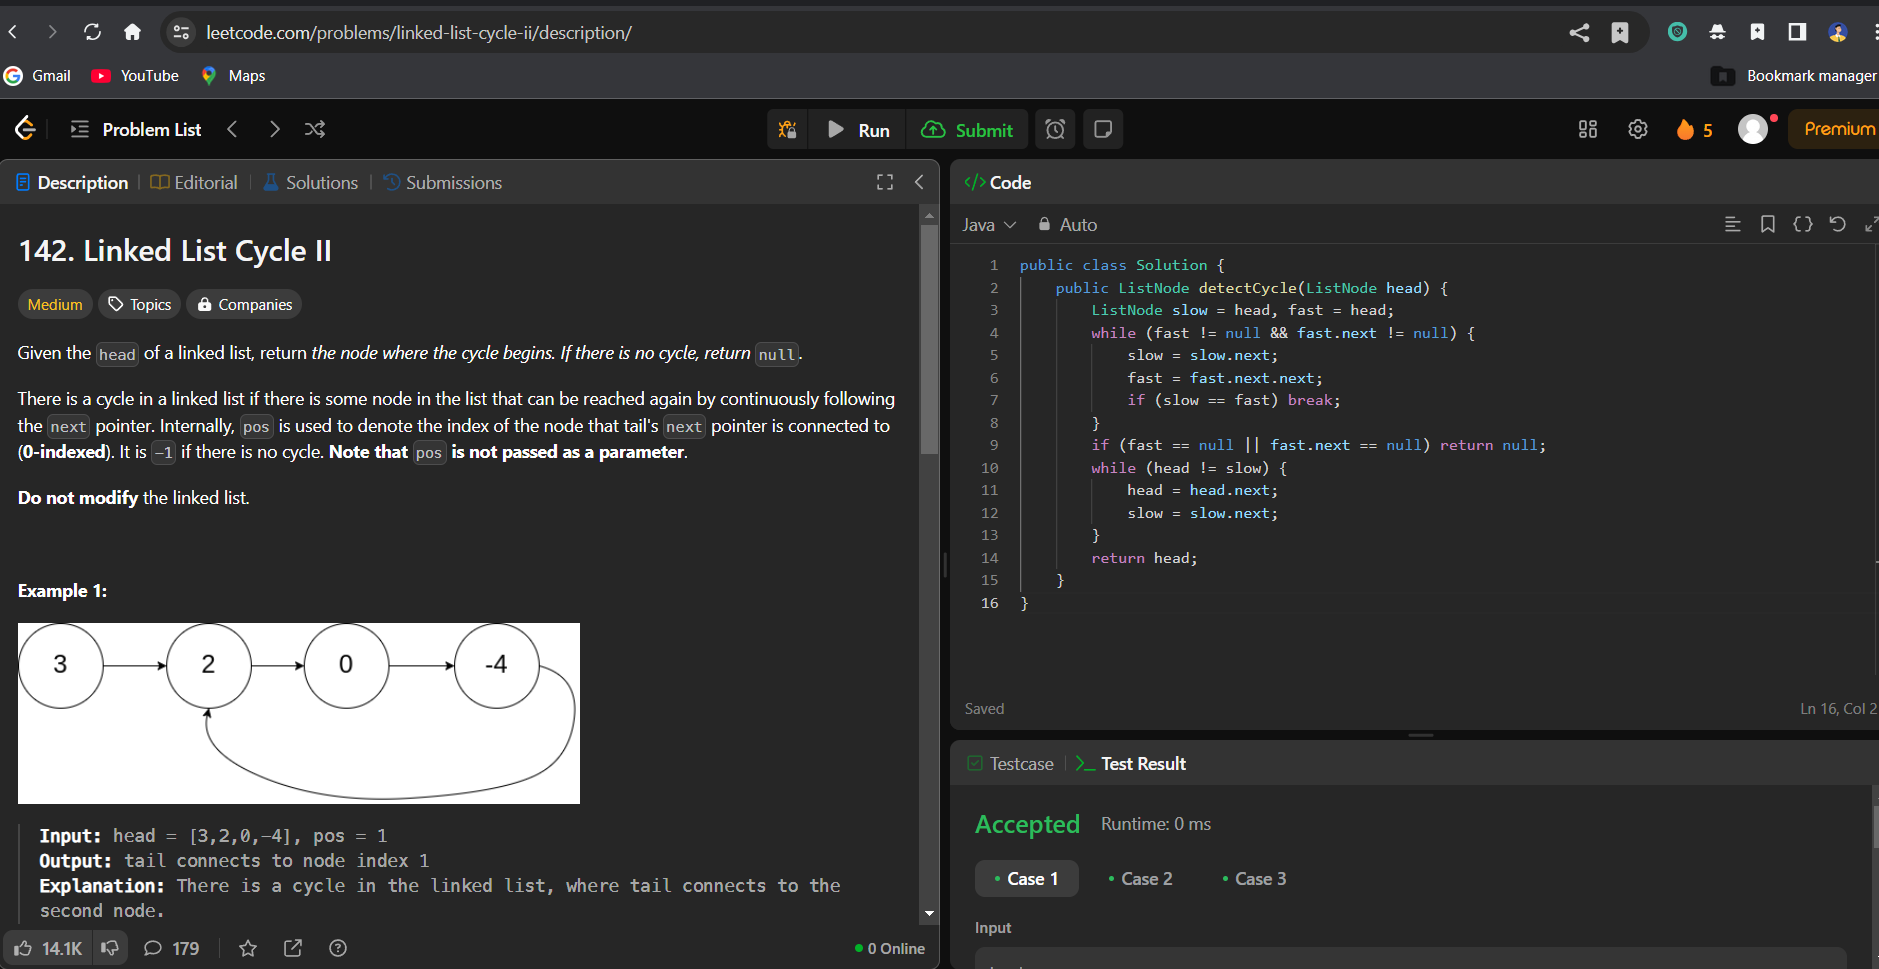 leetcode.com/problems/linked-list-cycle-ii/description/
Gmail YouTube Maps Bookmark manager
Problem List Run Submit 5 Premium
Description Editorial Solutions Submissions
142. Linked List Cycle II
Medium Topics Companies
Given the head of a linked list, return the node where the cycle begins. If there is no cycle, return null.
There is a cycle in a linked list if there is some node in the list that can be reached again by continuously following
the next pointer. Internally, pos is used to denote the index of the node that tail's next pointer is connected to
(0-indexed). It is -1 if there is no cycle. Note that pos is not passed as a parameter.
Do not modify the linked list.
Example 1:
3 2 0 -4
Input: head = [3,2,0,-4], pos = 1
Output: tail connects to node index 1
Explanation: There is a cycle in the linked list, where tail connects to the
second node.
14.1K 179 0 Online
</> Code
Java Auto
1 public class Solution {
2 public ListNode detectCycle(ListNode head) {
3 ListNode slow = head, fast = head;
4 while (fast != null && fast.next != null) {
5 slow = slow.next;
6 fast = fast.next.next;
7 if (slow == fast) break;
8 }
9 if (fast == null || fast.next == null) return null;
10 while (head != slow) {
11 head = head.next;
12 slow = slow.next;
13 }
14 return head;
15 }
16 }
Saved Ln 16, Col 2
Testcase Test Result
Accepted Runtime: 0 ms
Case 1 Case 2 Case 3
Input